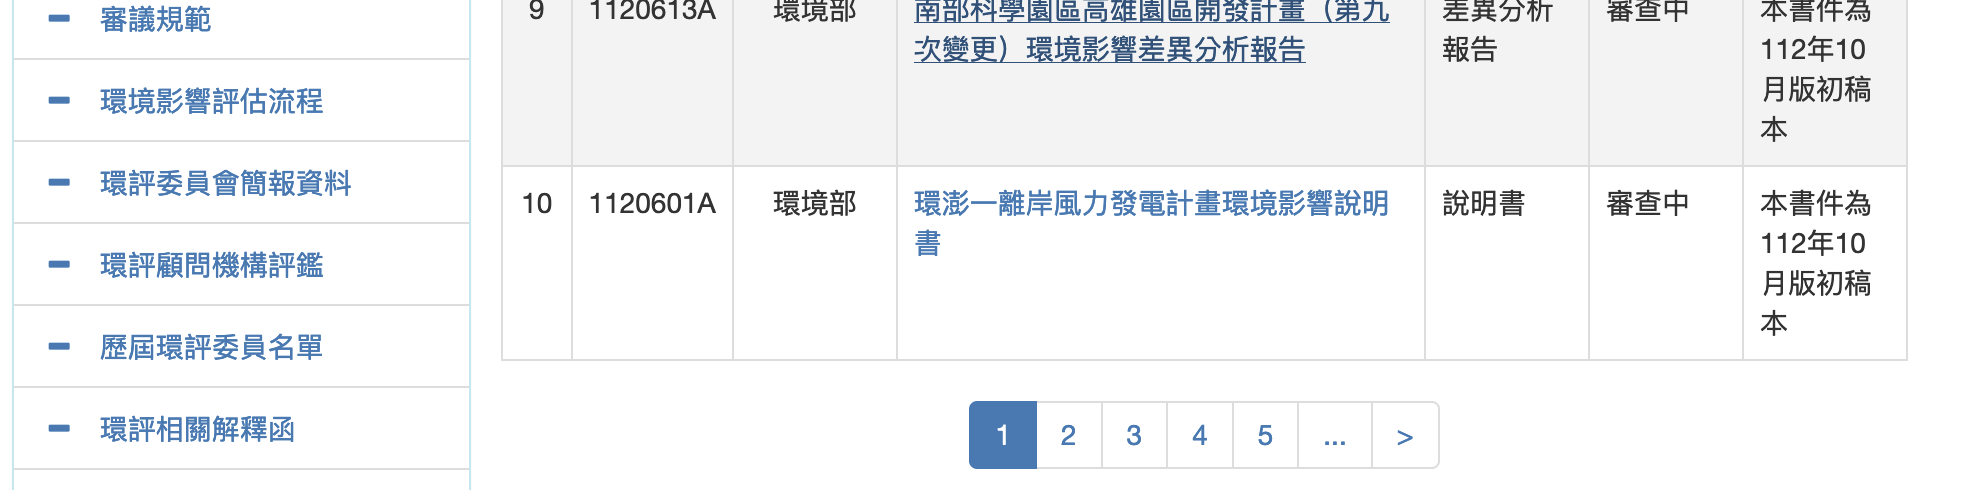 審議規範
環境影響評估流程
環評委員會簡報資料
環評顧問機構評鑑
歷屆環評委員名單
環評相關解釋函
9
1120613A
環境部
南部科學園區高雄園區開發計畫（第九
次變更）環境影響差異分析報告
差異分析
報告
審查中
本書件為
112年10
月版初稿
本
10
1120601A
環境部
環澎一離岸風力發電計畫環境影響說明
書
說明書
審查中
本書件為
112年10
月版初稿
本
1 2 3 4 5 ... >